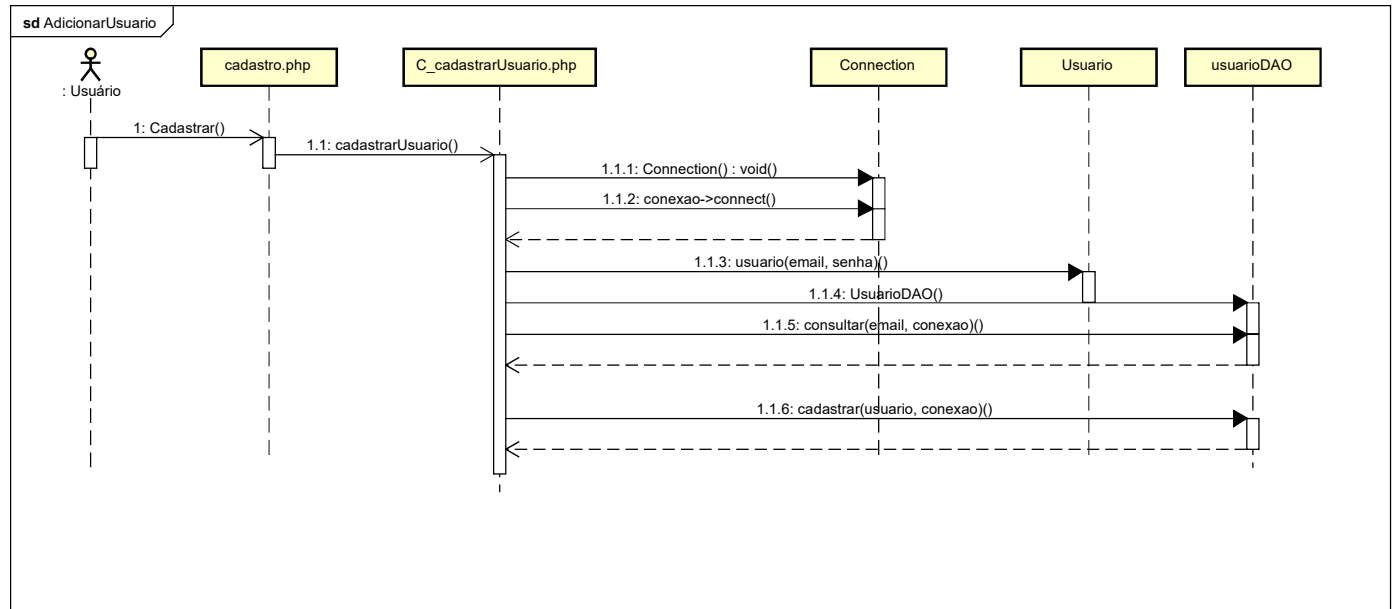 sd AdicionarUsuario
: Usuário
cadastro.php
C_cadastrarUsuario.php
Connection
Usuario
usuarioDAO
1: Cadastrar()
1.1: cadastrarUsuario()
1.1.1: Connection() : void()
1.1.2: conexao->connect()
1.1.3: usuario(email, senha)()
1.1.4: UsuarioDAO()
1.1.5: consultar(email, conexao)()
1.1.6: cadastrar(usuario, conexao)()